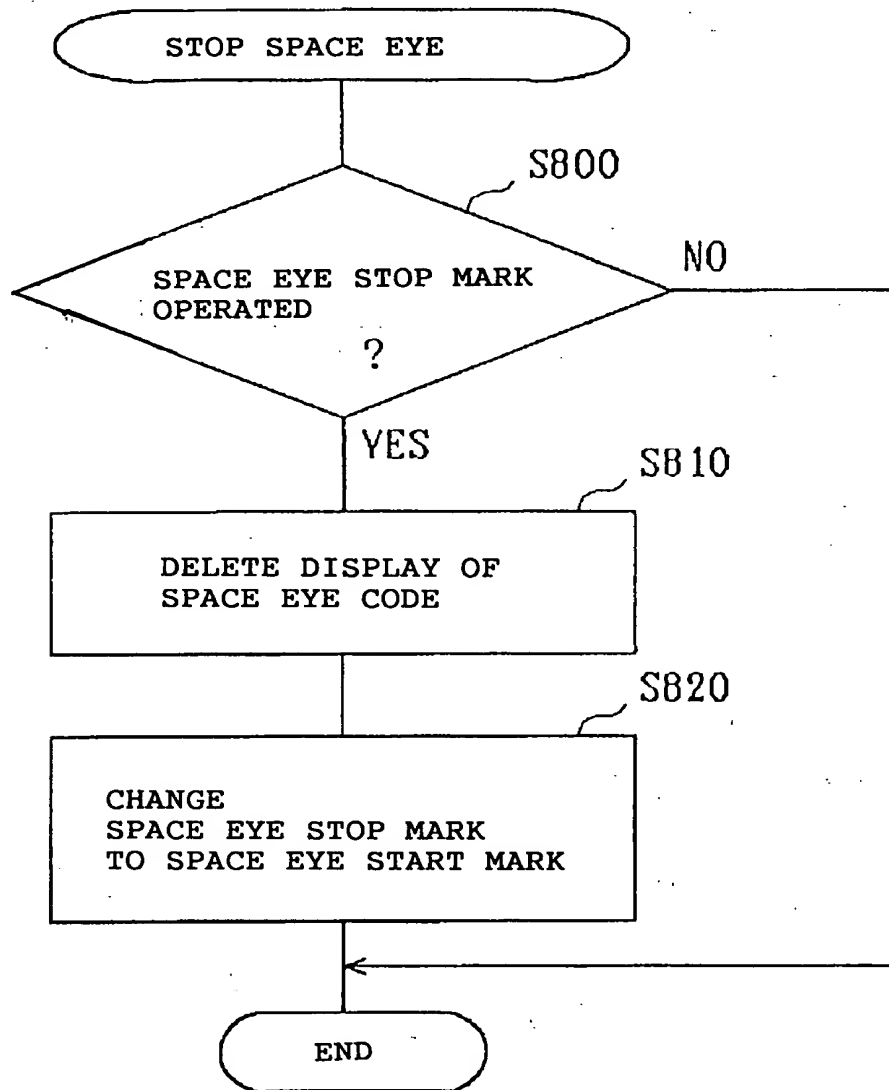 STOP SPACE EYE
S800
SPACE EYE STOP MARK
OPERATED
?
NO
YES
S810
DELETE DISPLAY OF
SPACE EYE CODE
S820
CHANGE
SPACE EYE STOP MARK
TO SPACE EYE START MARK
END